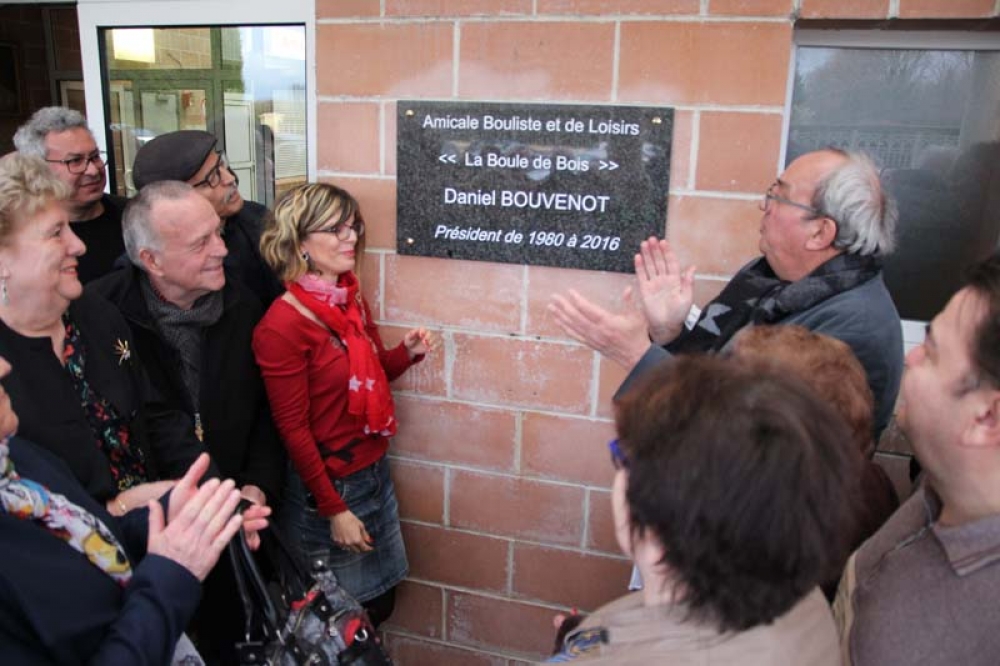 Amicale Bouliste et de Loisirs
<< La Boule de Bois >>
Daniel BOUVENOT
Président de 1980 à 2016